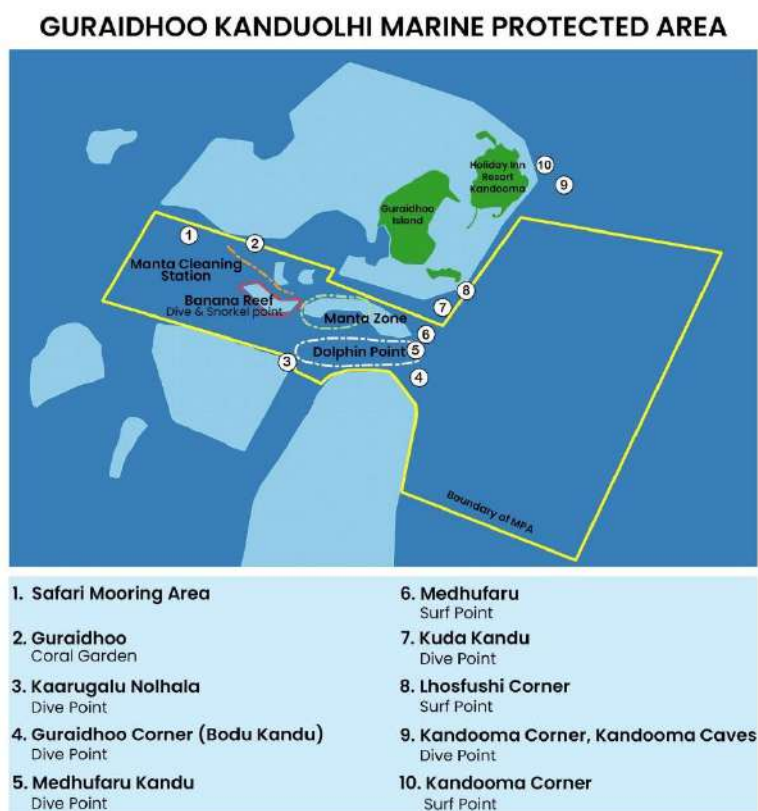 GURAIDHOO KANDUOLHI MARINE PROTECTED AREA
10
Holiday Inn
Resort
Kandooma
9
Guraidhoo
Island
1
2
Manta Cleaning
Station
8
Banana Reef
Dive & Snorkel point
7
Manta Zone
6
Dolphin Point
5
3
4
Boundary of MPA
1. Safari Mooring Area
2. Guraidhoo
Coral Garden
3. Kaarugalu Nolhala
Dive Point
4. Guraidhoo Corner (Bodu Kandu)
Dive Point
5. Medhufaru Kandu
Dive Point
6. Medhufaru
Surf Point
7. Kuda Kandu
Dive Point
8. Lhosfushi Corner
Surf Point
9. Kandooma Corner, Kandooma Caves
Dive Point
10. Kandooma Corner
Surf Point